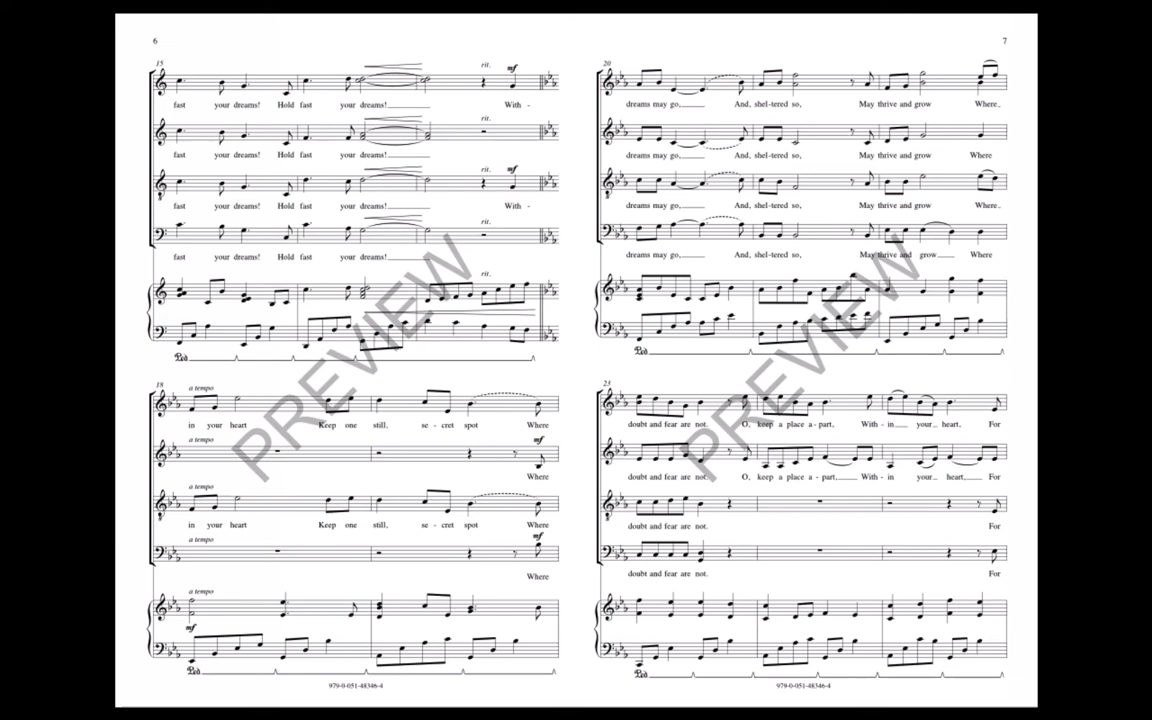 6
15
rit.
mf
fast your dreams! Hold fast your dreams! With -
fast your dreams! Hold fast your dreams!
rit.
mf
fast your dreams! Hold fast your dreams! With -
rit.
fast your dreams! Hold fast your dreams!
rit.
PREVIEW
Ped
18
a tempo
in your heart Keep one still, se - cret spot Where
a tempo
mf
Where
a tempo
in your heart Keep one still, se - cret spot Where
a tempo
mf
Where
a tempo
mf
Ped
979-0-051-48346-4
7
20
dreams may go, And, shel-tered so, May thrive and grow Where
dreams may go, And, shel-tered so, May thrive and grow Where
dreams may go, And, shel-tered so, May thrive and grow Where
dreams may go, And, shel-tered so, May thrive and grow Where
PREVIEW
Ped
23
doubt and fear are not. O, keep a place a - part, With - in your heart, For
doubt and fear are not. O, keep a place a - part, With - in your heart, For
doubt and fear are not. For
doubt and fear are not. For
Ped
979-0-051-48346-4